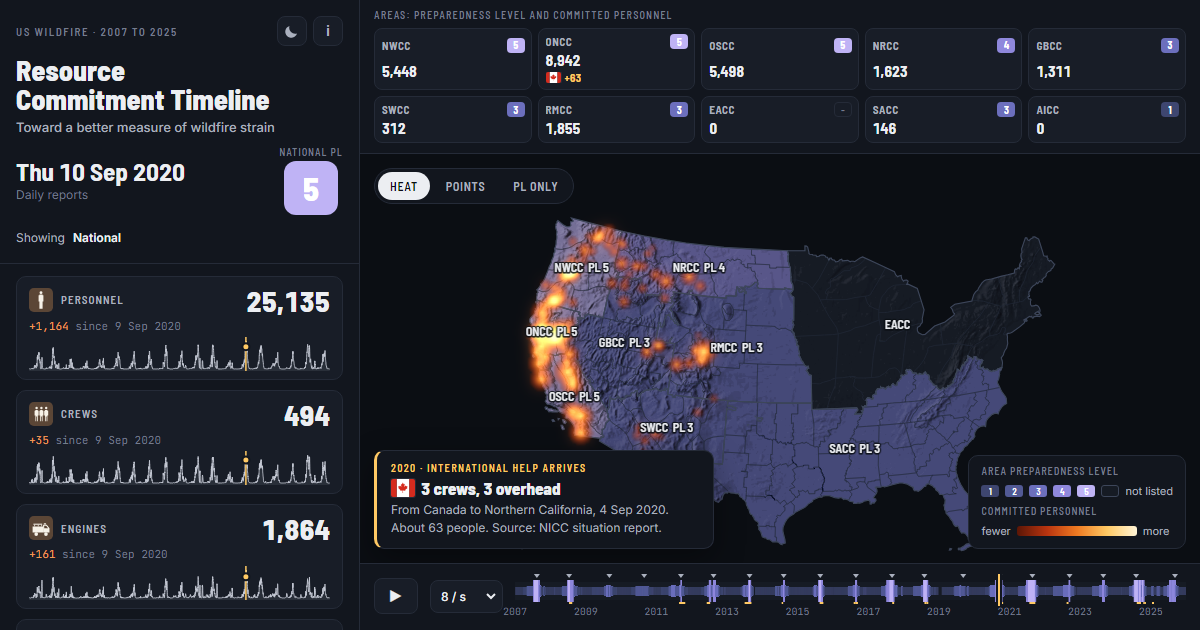 US WILDFIRE · 2007 TO 2025
i
Resource
Commitment Timeline
Toward a better measure of wildfire strain
NATIONAL PL
Thu 10 Sep 2020
5
Daily reports
Showing National
PERSONNEL
25,135
+1,164 since 9 Sep 2020
CREWS
494
+35 since 9 Sep 2020
ENGINES
1,864
+161 since 9 Sep 2020
AREAS: PREPAREDNESS LEVEL AND COMMITTED PERSONNEL
NWCC 5
5,448
ONCC 5
8,942
+63
OSCC 5
5,498
NRCC 4
1,623
GBCC 3
1,311
SWCC 3
312
RMCC 3
1,855
EACC -
0
SACC 3
146
AICC 1
0
HEAT POINTS PL ONLY
NWCC PL 5
NRCC PL 4
EACC
ONCC PL 5
GBCC PL 3
RMCC PL 3
OSCC PL 5
SWCC PL 3
SACC PL 3
2020 · INTERNATIONAL HELP ARRIVES
3 crews, 3 overhead
From Canada to Northern California, 4 Sep 2020.
About 63 people. Source: NICC situation report.
AREA PREPAREDNESS LEVEL
1 2 3 4 5 not listed
COMMITTED PERSONNEL
fewer more
8 / s
2007 2009 2011 2013 2015 2017 2019 2021 2023 2025